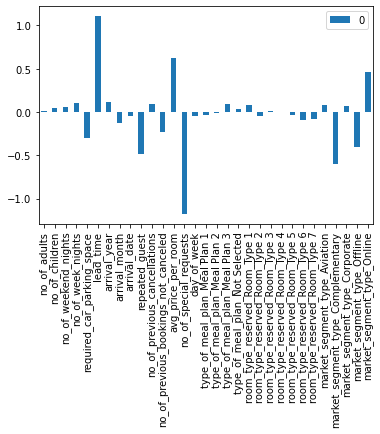 0
1.0
0.5
0.0
−0.5
−1.0
no_of_adults
no_of_children
no_of_weekend_nights
no_of_week_nights
required_car_parking_space
lead_time
arrival_year
arrival_month
arrival_date
repeated_guest
no_of_previous_cancellations
no_of_previous_bookings_not_canceled
avg_price_per_room
no_of_special_requests
day_of_week
type_of_meal_plan_Meal Plan 1
type_of_meal_plan_Meal Plan 2
type_of_meal_plan_Meal Plan 3
type_of_meal_plan_Not Selected
room_type_reserved_Room_Type 1
room_type_reserved_Room_Type 2
room_type_reserved_Room_Type 3
room_type_reserved_Room_Type 4
room_type_reserved_Room_Type 5
room_type_reserved_Room_Type 6
room_type_reserved_Room_Type 7
market_segment_type_Aviation
market_segment_type_Complementary
market_segment_type_Corporate
market_segment_type_Offline
market_segment_type_Online